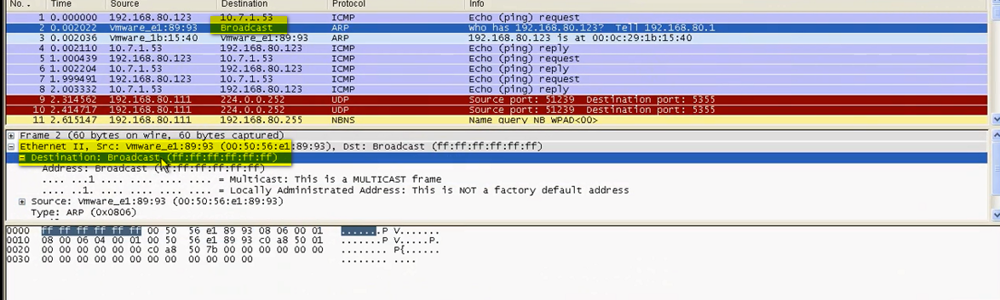 No. . Time Source Destination Protocol Info
1 0.000000 192.168.80.123 10.7.1.53 ICMP Echo (ping) request
2 0.002022 Vmware_e1:89:93 Broadcast ARP Who has 192.168.80.123? Tell 192.168.80.1
3 0.002036 Vmware_1b:15:40 Vmware_e1:89:93 ARP 192.168.80.123 is at 00:0c:29:1b:15:40
4 0.002110 10.7.1.53 192.168.80.123 ICMP Echo (ping) reply
5 1.000439 192.168.80.123 10.7.1.53 ICMP Echo (ping) request
6 1.002204 10.7.1.53 192.168.80.123 ICMP Echo (ping) reply
7 1.999491 192.168.80.123 10.7.1.53 ICMP Echo (ping) request
8 2.003332 10.7.1.53 192.168.80.123 ICMP Echo (ping) reply
9 2.314562 192.168.80.111 224.0.0.252 UDP Source port: 51239 Destination port: 5355
10 2.414717 192.168.80.111 224.0.0.252 UDP Source port: 51239 Destination port: 5355
11 2.615147 192.168.80.111 192.168.80.255 NBNS Name query NB WPAD<00>
Frame 2 (60 bytes on wire, 60 bytes captured)
Ethernet II, Src: Vmware_e1:89:93 (00:50:56:e1:89:93), Dst: Broadcast (ff:ff:ff:ff:ff:ff)
Destination: Broadcast (ff:ff:ff:ff:ff:ff)
Address: Broadcast (ff:ff:ff:ff:ff:ff)
.... ...1 .... .... .... .... = Multicast: This is a MULTICAST frame
.... ..1. .... .... .... .... = Locally Administrated Address: This is NOT a factory default address
Source: Vmware_e1:89:93 (00:50:56:e1:89:93)
Type: ARP (0x0806)
0000 ff ff ff ff ff ff 00 50 56 e1 89 93 08 06 00 01 .......P V.......
0010 08 00 06 04 00 01 00 50 56 e1 89 93 c0 a8 50 01 .......P V.....P.
0020 00 00 00 00 00 00 c0 a8 50 7b 00 00 00 00 00 00 ........ P{......
0030 00 00 00 00 00 00 00 00 00 00 00 00 ........ ....